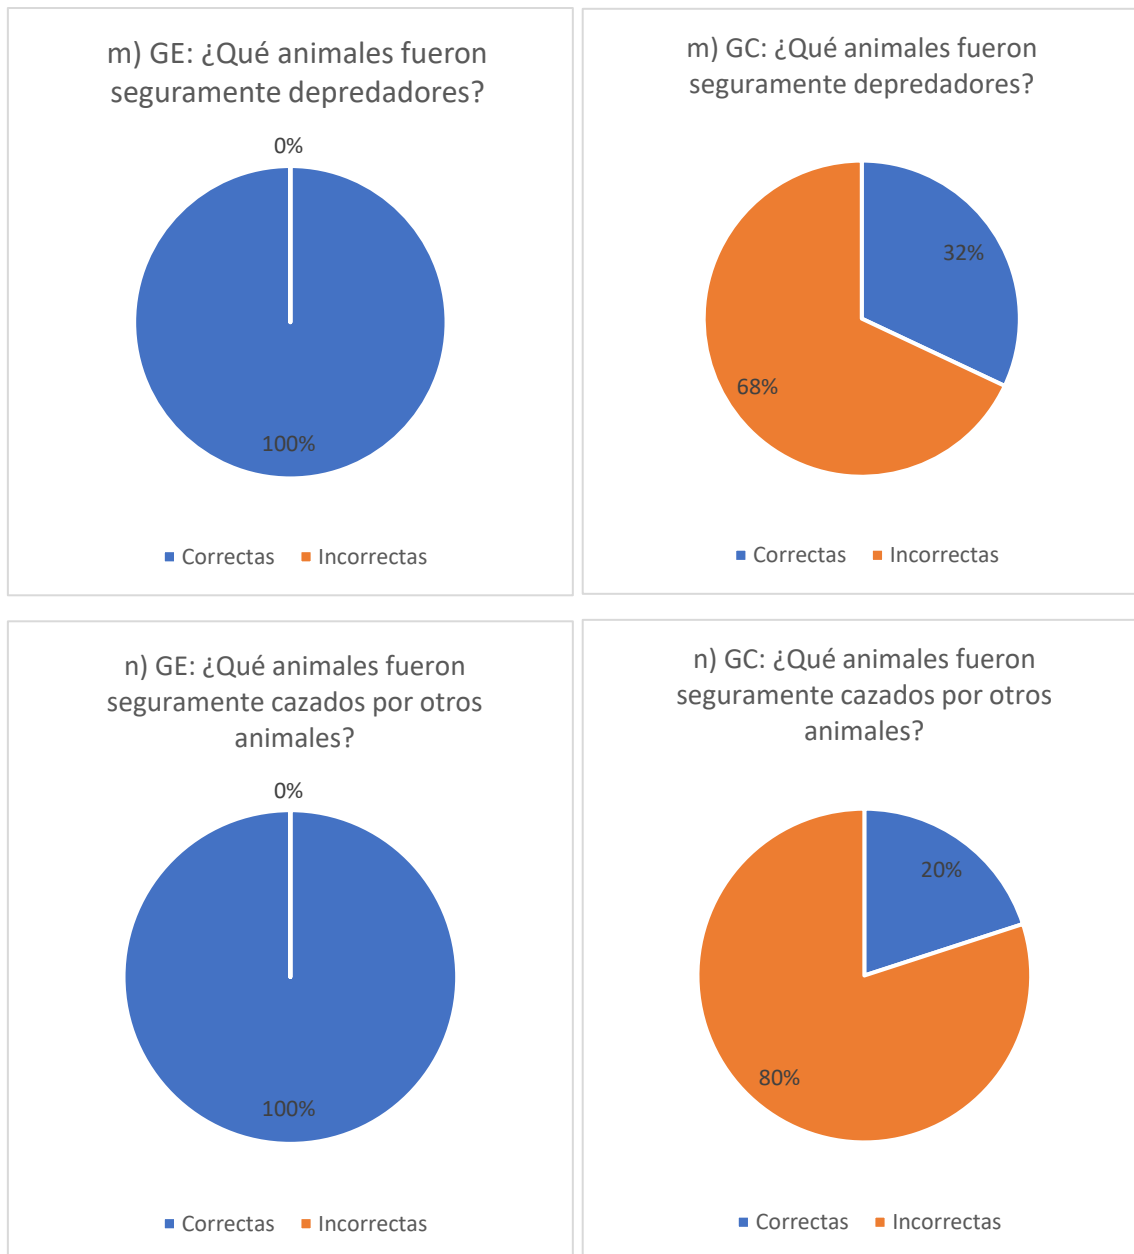 m) GE: ¿Qué animales fueron
seguramente depredadores?
0%
100%
Correctas Incorrectas
m) GC: ¿Qué animales fueron
seguramente depredadores?
32%
68%
Correctas Incorrectas
n) GE: ¿Qué animales fueron
seguramente cazados por otros
animales?
0%
100%
Correctas Incorrectas
n) GC: ¿Qué animales fueron
seguramente cazados por otros
animales?
20%
80%
Correctas Incorrectas